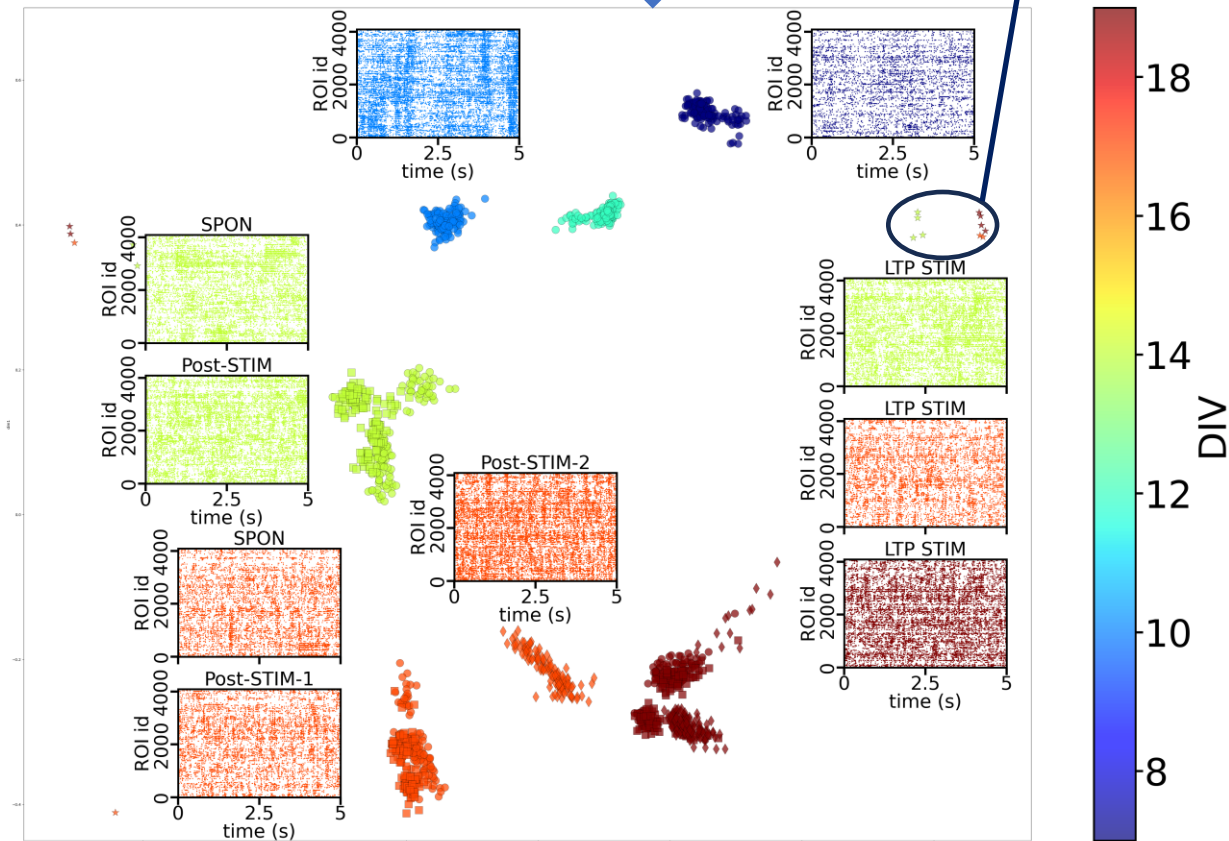 4000
2000
0
ROI id
0
2.5
5
time (s)
4000
2000
0
ROI id
0
2.5
5
time (s)
SPON
4000
2000
0
ROI id
Post-STIM
4000
2000
0
ROI id
0
2.5
5
time (s)
LTP STIM
4000
2000
0
ROI id
LTP STIM
4000
2000
0
ROI id
LTP STIM
4000
2000
0
ROI id
0
2.5
5
time (s)
Post-STIM-2
4000
2000
0
ROI id
0
2.5
5
time (s)
SPON
4000
2000
0
ROI id
Post-STIM-1
4000
2000
0
ROI id
0
2.5
5
time (s)
18
16
14
12
10
8
DIV